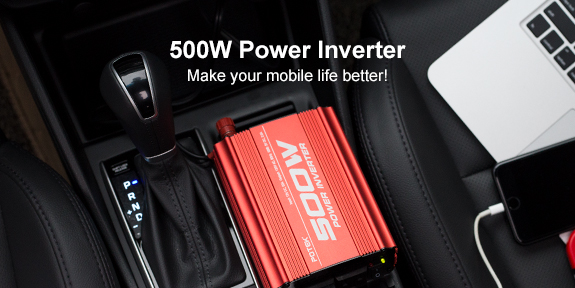 500W Power Inverter
Make your mobile life better!
500W
POWER INVERTER
POTEK
P
R
N
D
+
-